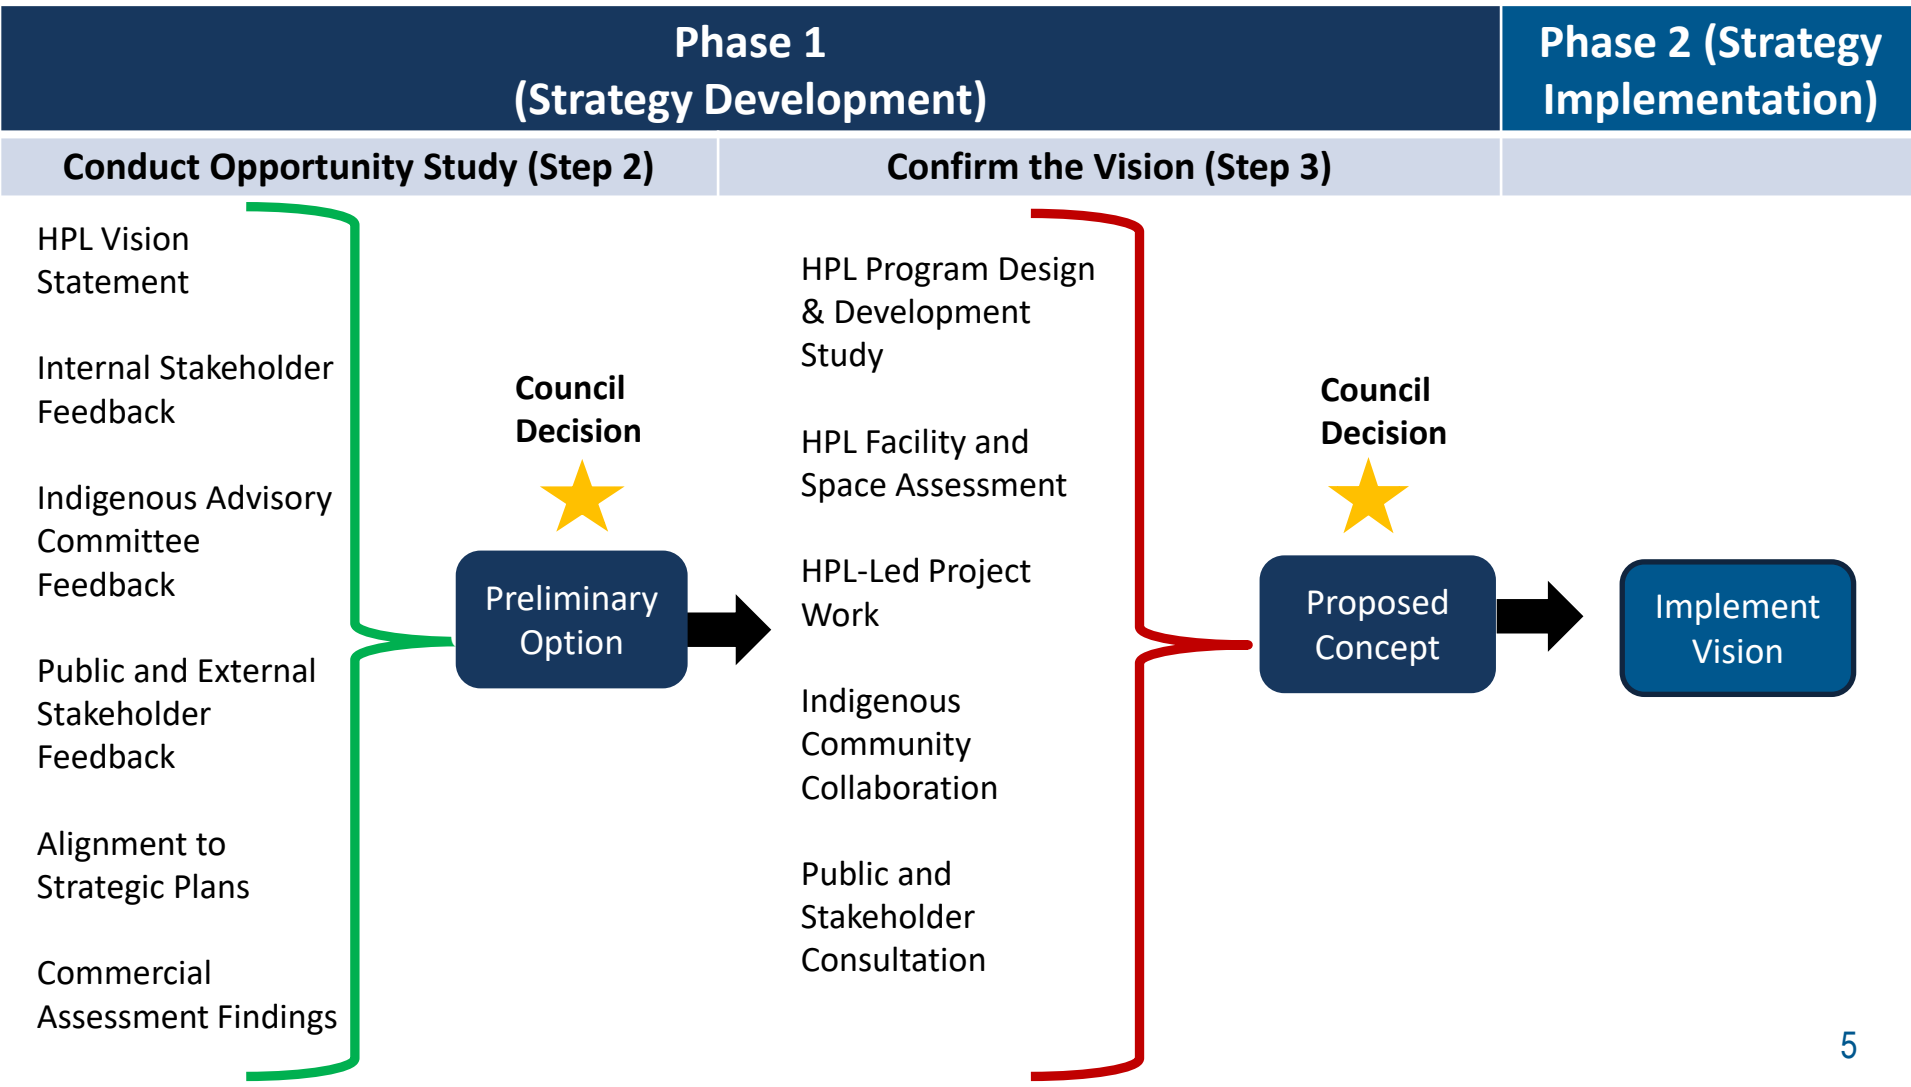 Phase 1
(Strategy Development)
Phase 2 (Strategy
Implementation)
Conduct Opportunity Study (Step 2)
Confirm the Vision (Step 3)
HPL Vision
Statement
Internal Stakeholder
Feedback
Indigenous Advisory
Committee
Feedback
Public and External
Stakeholder
Feedback
Alignment to
Strategic Plans
Commercial
Assessment Findings
Council
Decision
Preliminary
Option
HPL Program Design
& Development
Study
HPL Facility and
Space Assessment
HPL-Led Project
Work
Indigenous
Community
Collaboration
Public and
Stakeholder
Consultation
Council
Decision
Proposed
Concept
Implement
Vision
5